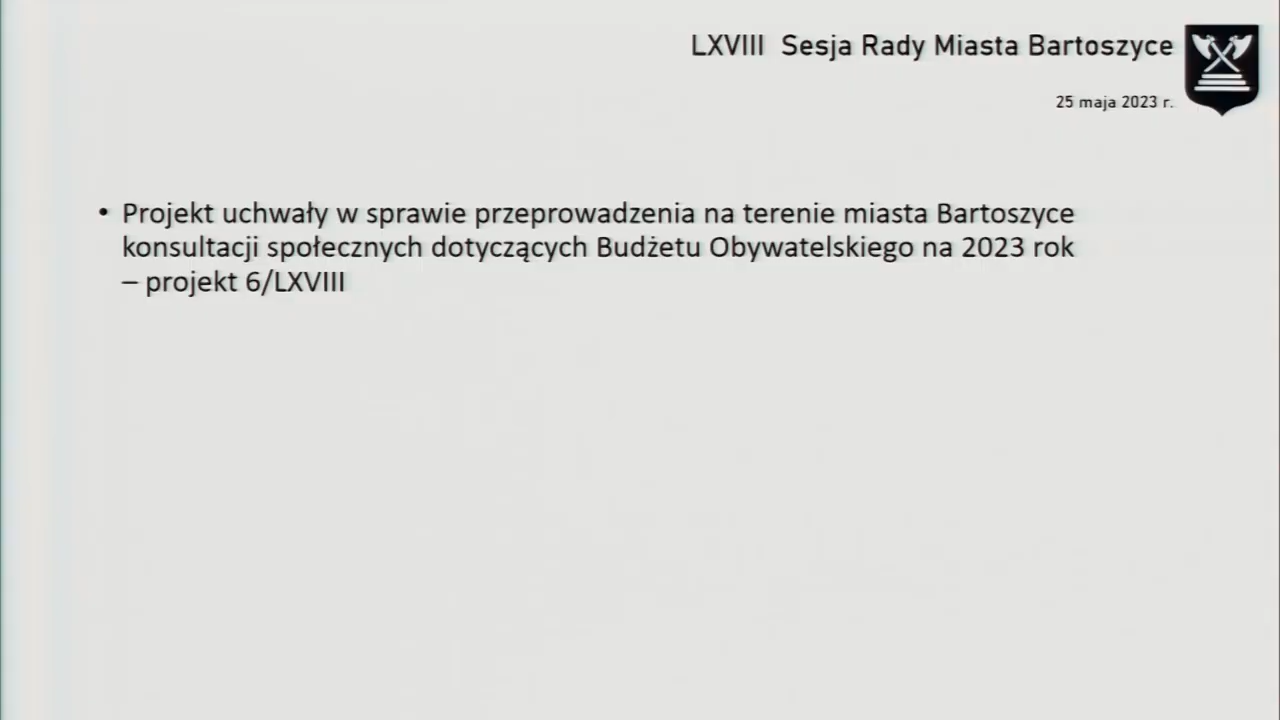 LXVIII Sesja Rady Miasta Bartoszyce
25 maja 2023 r.
• Projekt uchwały w sprawie przeprowadzenia na terenie miasta Bartoszyce
konsultacji społecznych dotyczących Budżetu Obywatelskiego na 2023 rok
– projekt 6/LXVIII